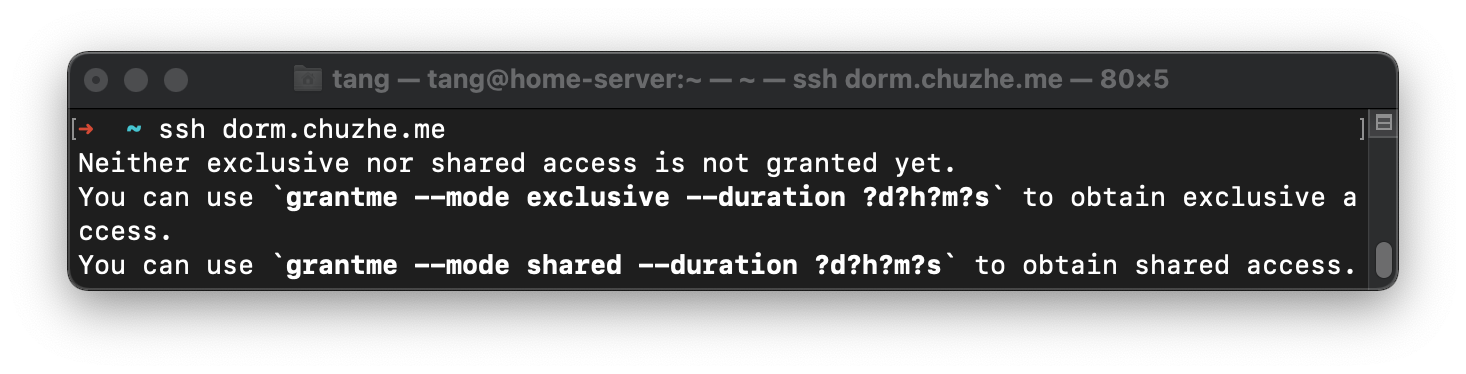 tang — tang@home-server:~ — ~ — ssh dorm.chuzhe.me — 80×5
[➜  ~ ssh dorm.chuzhe.me ]
Neither exclusive nor shared access is not granted yet.
You can use `grantme --mode exclusive --duration ?d?h?m?s` to obtain exclusive a
ccess.
You can use `grantme --mode shared --duration ?d?h?m?s` to obtain shared access.